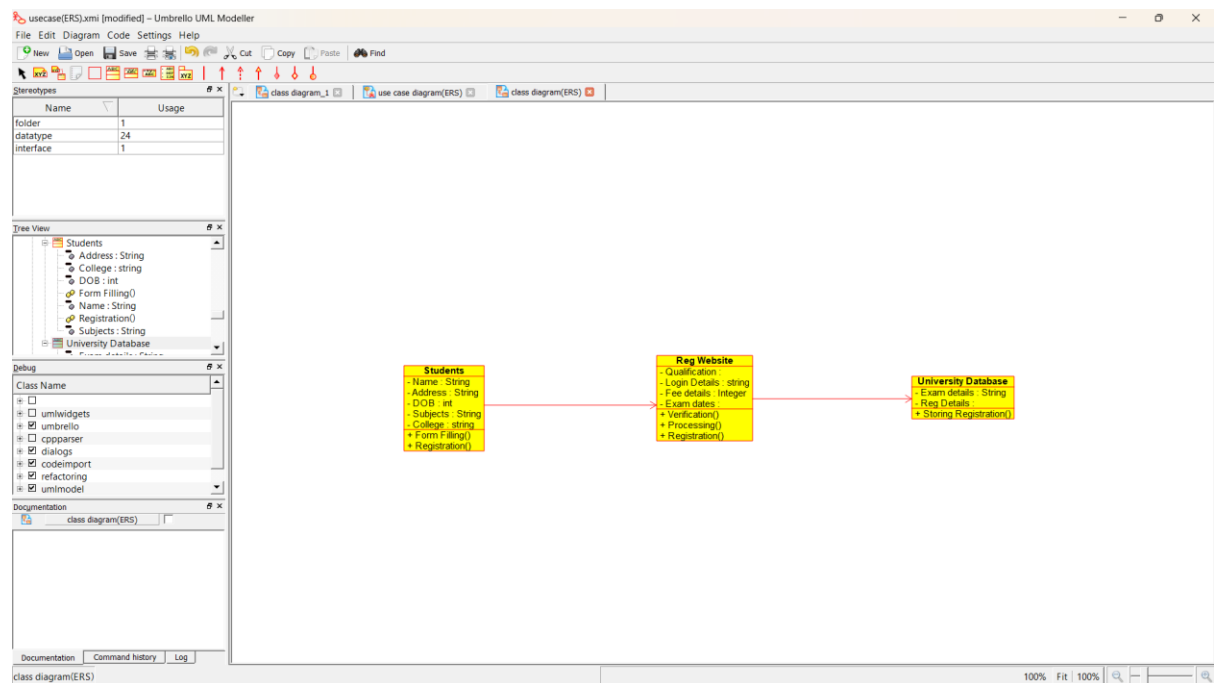 usecase(ERS).xmi [modified] – Umbrello UML Modeller
File Edit Diagram Code Settings Help
New Open Save Cut Copy Paste Find
Stereotypes
class diagram_1 use case diagram(ERS) class diagram(ERS)
Name Usage
folder 1
datatype 24
interface 1
Tree View
Students
Address : String
College : string
DOB : int
Form Filling()
Name : String
Registration()
Subjects : String
University Database
Exam details : String
Debug
Class Name
umlwidgets
umbrello
cppparser
dialogs
codeimport
refactoring
umlmodel
Documentation
class diagram(ERS)
Students
- Name : String
- Address : String
- DOB : int
- Subjects : String
- College : string
+ Form Filling()
+ Registration()
Reg Website
- Qualification :
- Login Details : string
- Fee details : Integer
- Exam dates :
+ Verification()
+ Processing()
+ Registration()
University Database
- Exam details : String
- Reg Details :
+ Storing Registration()
Documentation Command history Log
class diagram(ERS)
100% Fit 100%